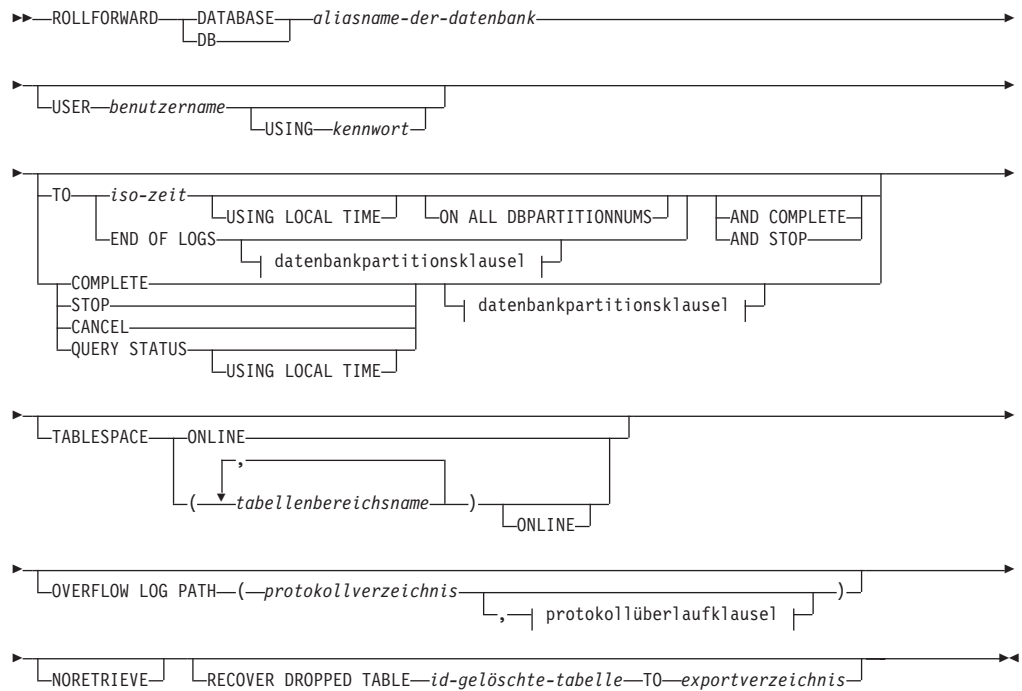 ROLLFORWARD DATABASE aliasname-der-datenbank
DB
USER benutzername
USING kennwort
TO iso-zeit
USING LOCAL TIME ON ALL DBPARTITIONNUMS AND COMPLETE
END OF LOGS AND STOP
datenbankpartitionsklausel
COMPLETE
STOP datenbankpartitionsklausel
CANCEL
QUERY STATUS
USING LOCAL TIME
TABLESPACE ONLINE
,
( tabellenbereichsname )
ONLINE
OVERFLOW LOG PATH ( protokollverzeichnis )
, protokollüberlaufklausel
NORETRIEVE RECOVER DROPPED TABLE id-gelöschte-tabelle TO exportverzeichnis